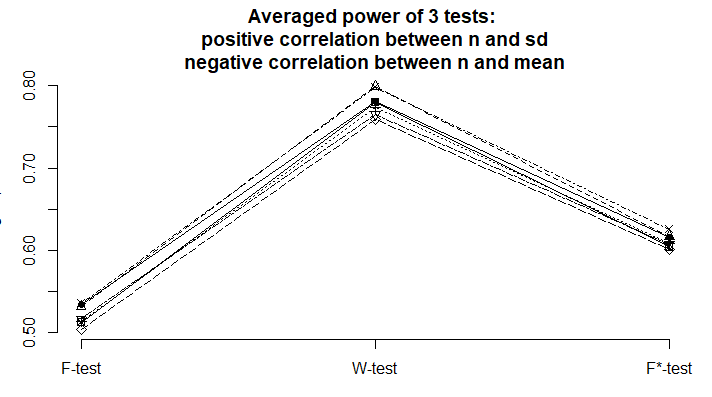 Averaged power of 3 tests:
positive correlation between n and sd
negative correlation between n and mean
0.80
0.70
0.60
0.50
F-test
W-test
F*-test